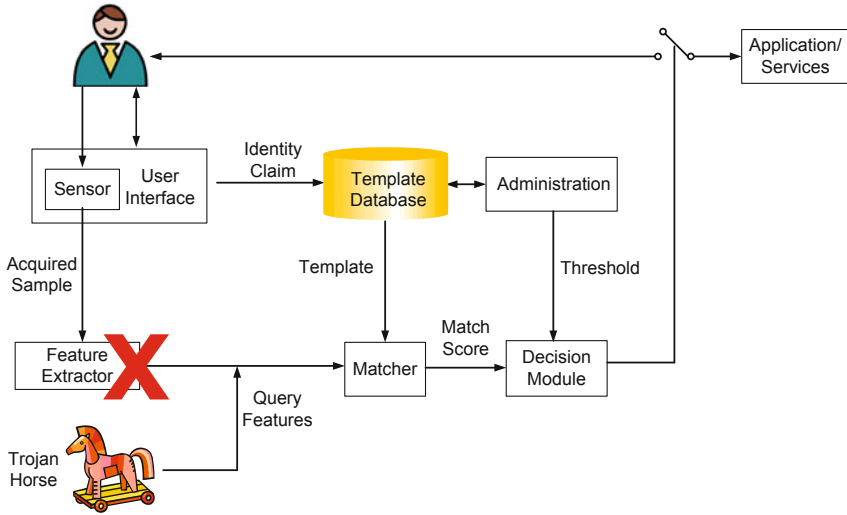 Application/
Services
User
Interface
Sensor
Identity
Claim
Template
Database
Administration
Acquired
Sample
Template
Threshold
Feature
Extractor
Matcher
Match
Score
Decision
Module
Query
Features
Trojan
Horse